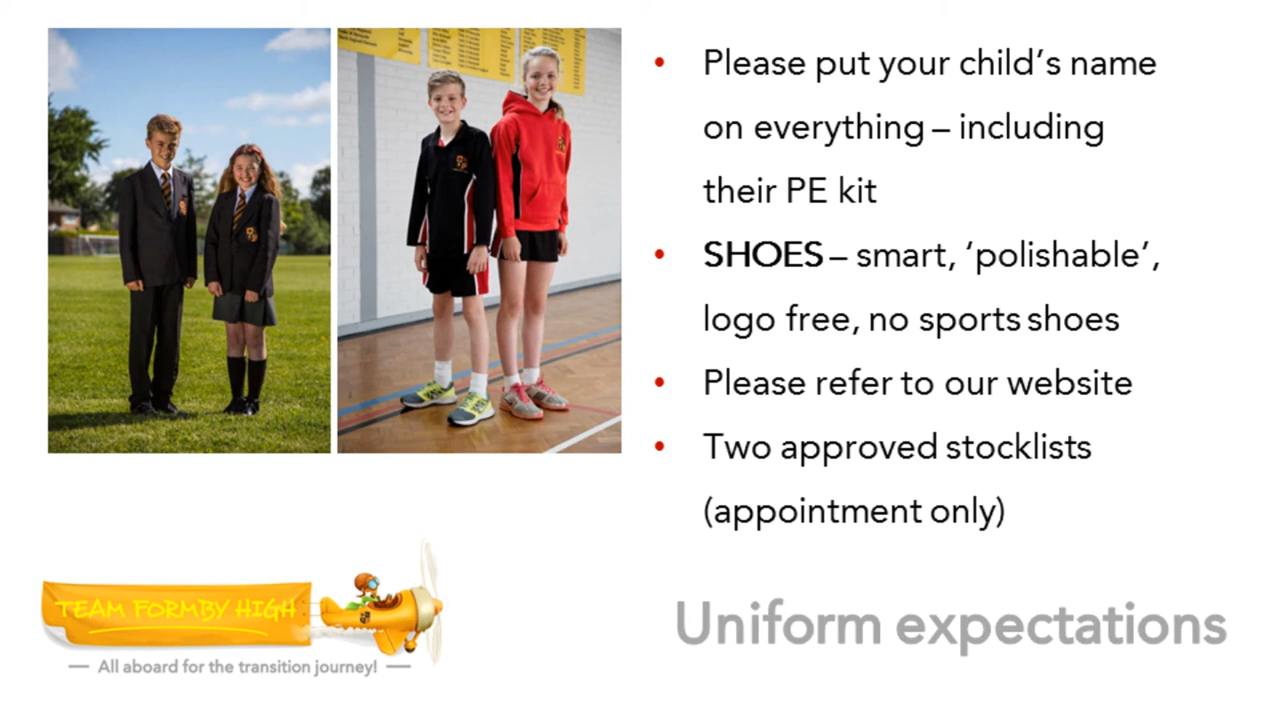 • Please put your child’s name
on everything – including
their PE kit
• SHOES – smart, ‘polishable’,
logo free, no sports shoes
• Please refer to our website
• Two approved stocklists
(appointment only)
TEAM FORMBY HIGH
All aboard for the transition journey!
Uniform expectations